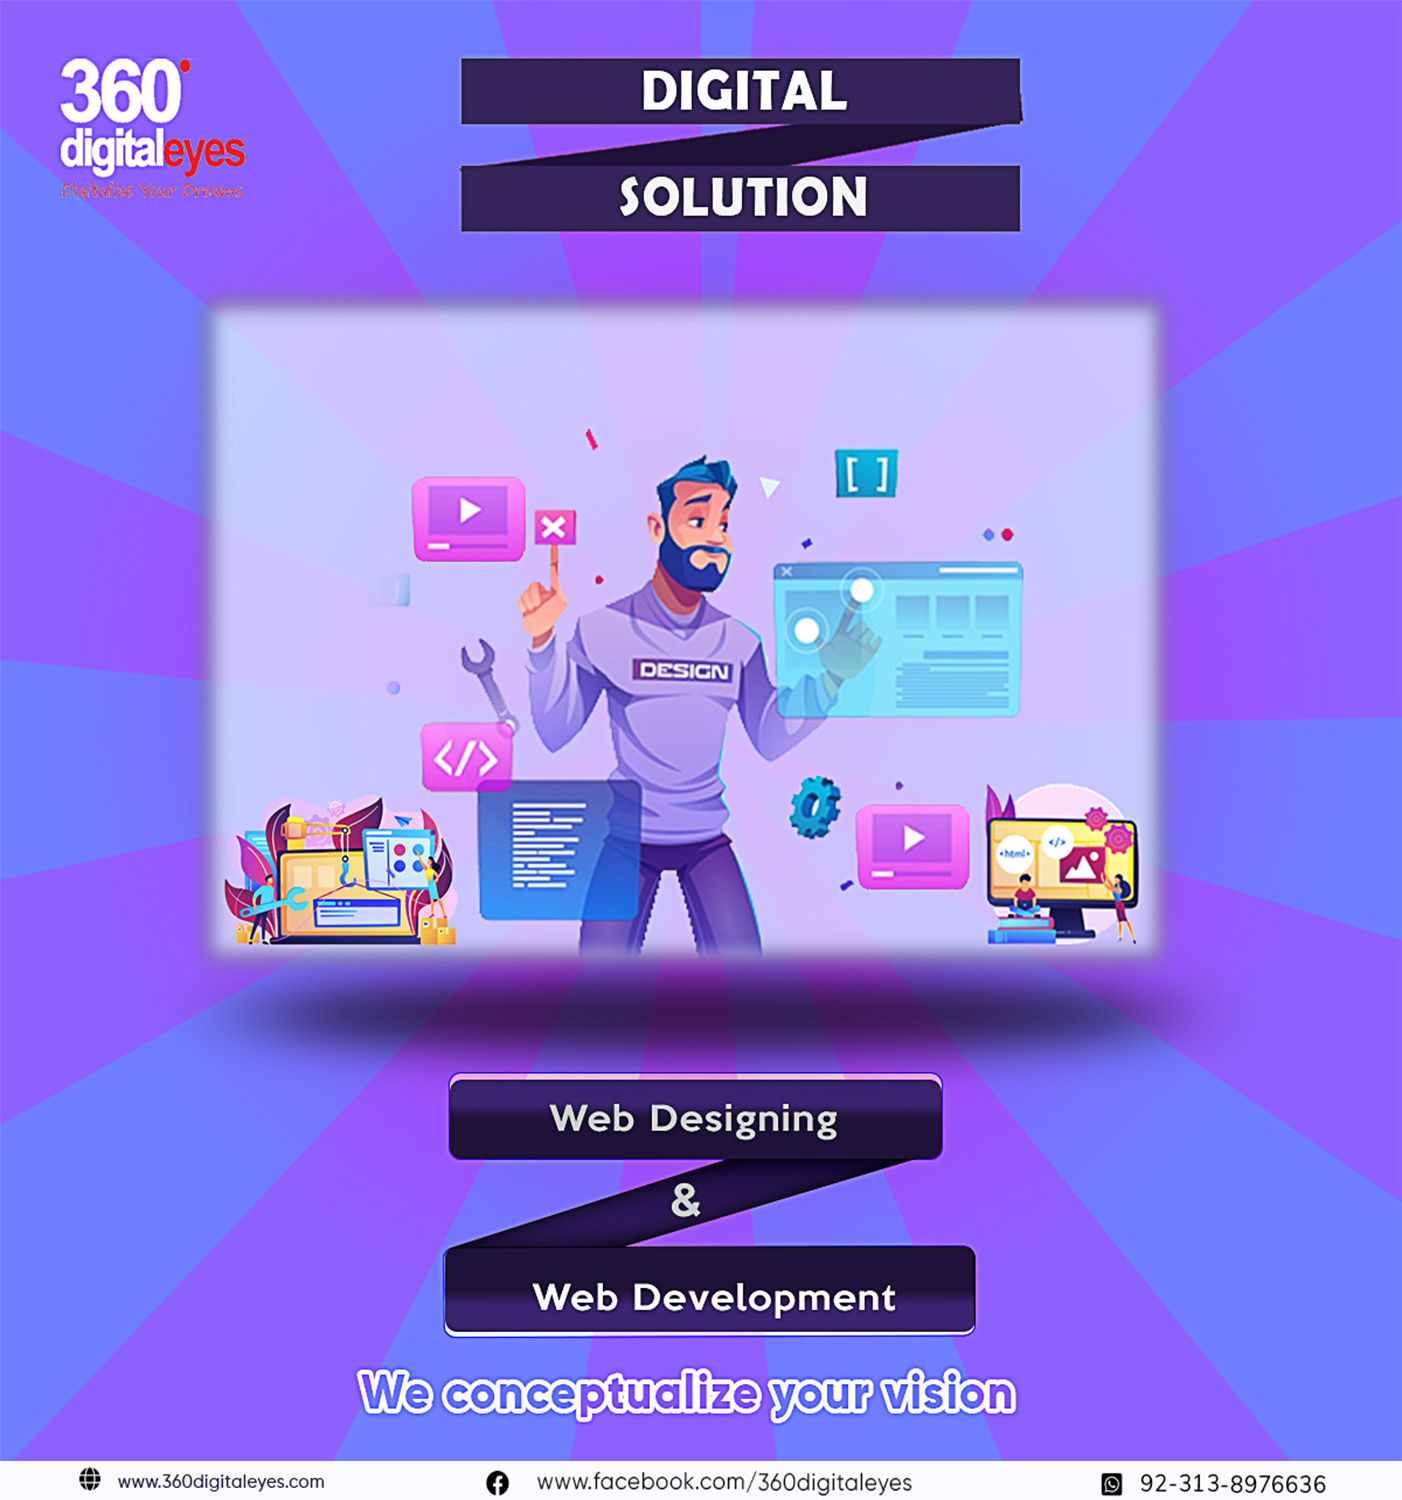 360
digitaleyes
Digitalize Your Dreams
DIGITAL
SOLUTION
[ ]
DESIGN
</>
<html>
</>
Web Designing
&
Web Development
We conceptualize your vision
www.360digitaleyes.com
www.facebook.com/360digitaleyes
92-313-8976636